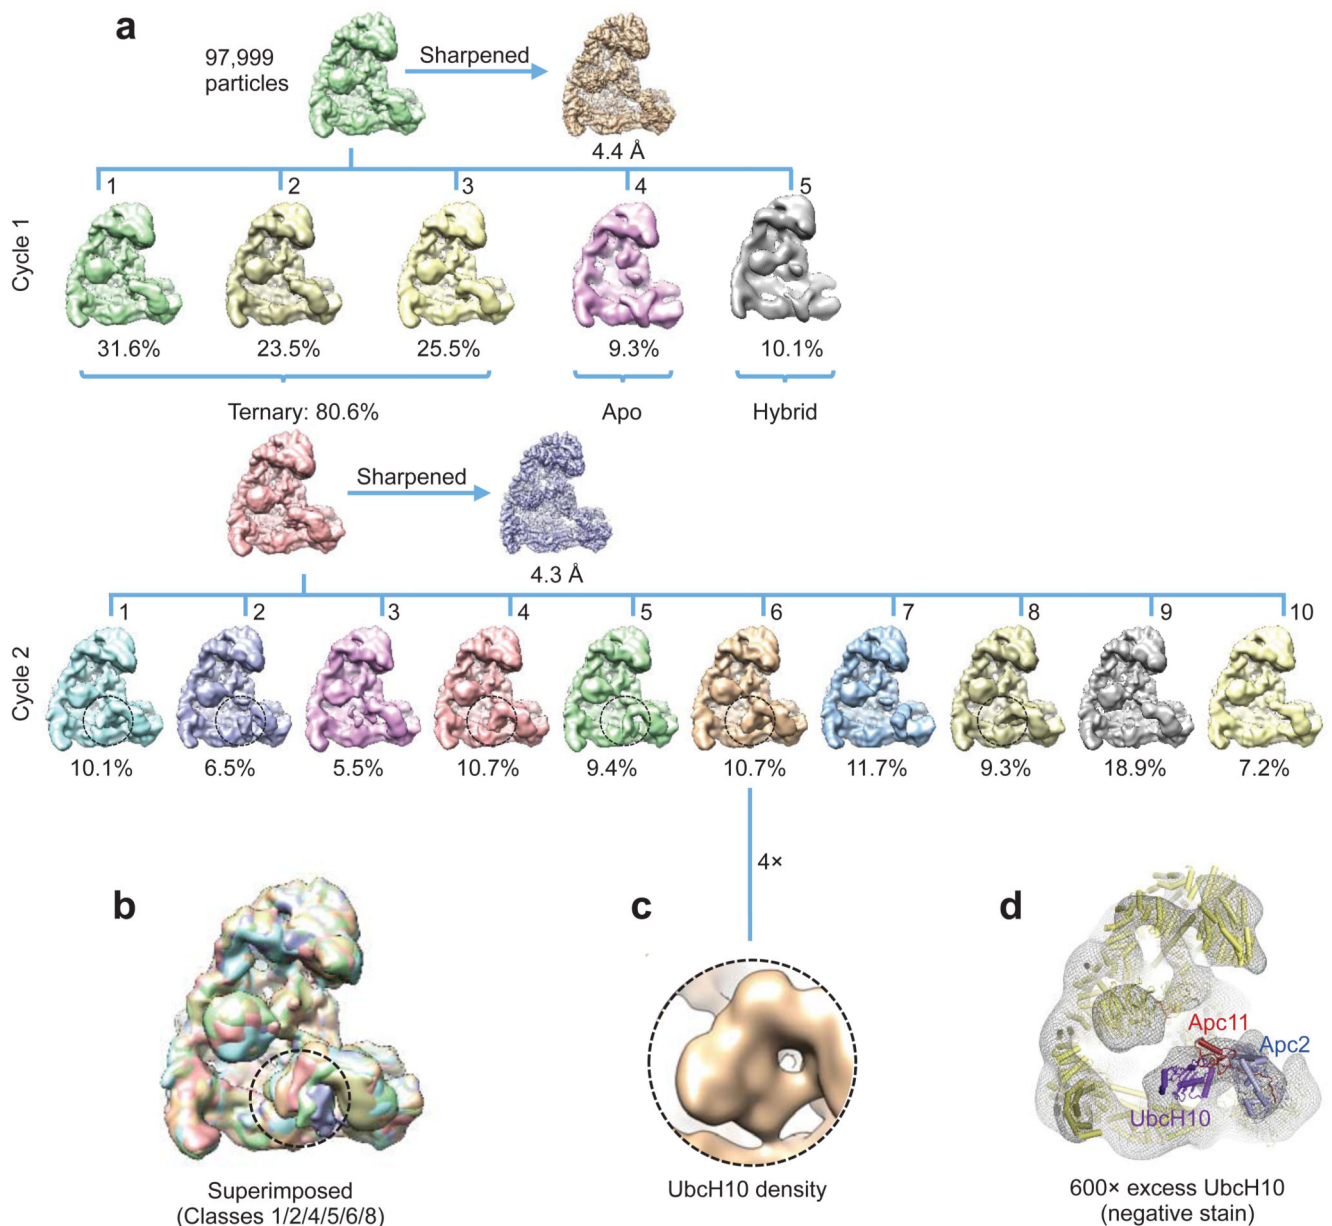 a
97,999
particles
Sharpened
4.4 Å
Cycle 1
1 2 3 4 5
31.6% 23.5% 25.5% 9.3% 10.1%
Ternary: 80.6% Apo Hybrid
Sharpened
4.3 Å
Cycle 2
1 2 3 4 5 6 7 8 9 10
10.1% 6.5% 5.5% 10.7% 9.4% 10.7% 11.7% 9.3% 18.9% 7.2%
4×
b
Superimposed
(Classes 1/2/4/5/6/8)
c
UbcH10 density
d
Apc11
Apc2
UbcH10
600× excess UbcH10
(negative stain)